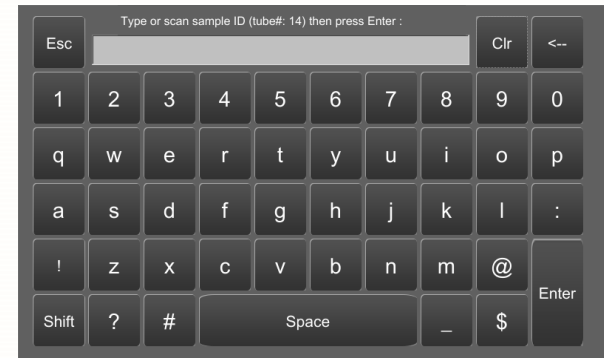 Type or scan sample ID (tube#: 14) then press Enter :
Esc Clr <--
1 2 3 4 5 6 7 8 9 0
q w e r t y u i o p
a s d f g h j k l :
! z x c v b n m @
Enter
Shift ? # Space _ $